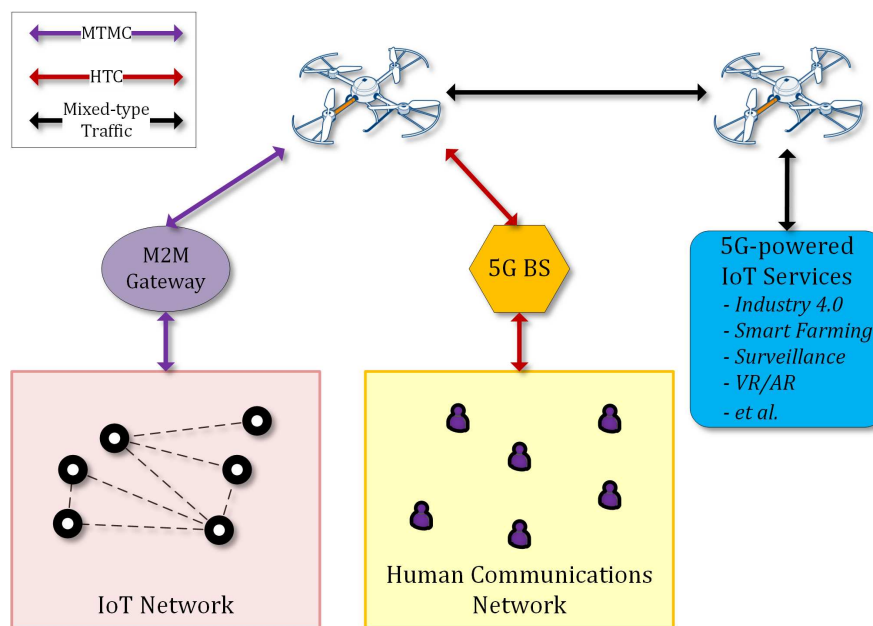 MTMC
HTC
Mixed-type
Traffic
M2M
Gateway
5G BS
5G-powered
IoT Services
- Industry 4.0
- Smart Farming
- Surveillance
- VR/AR
- et al.
IoT Network
Human Communications
Network